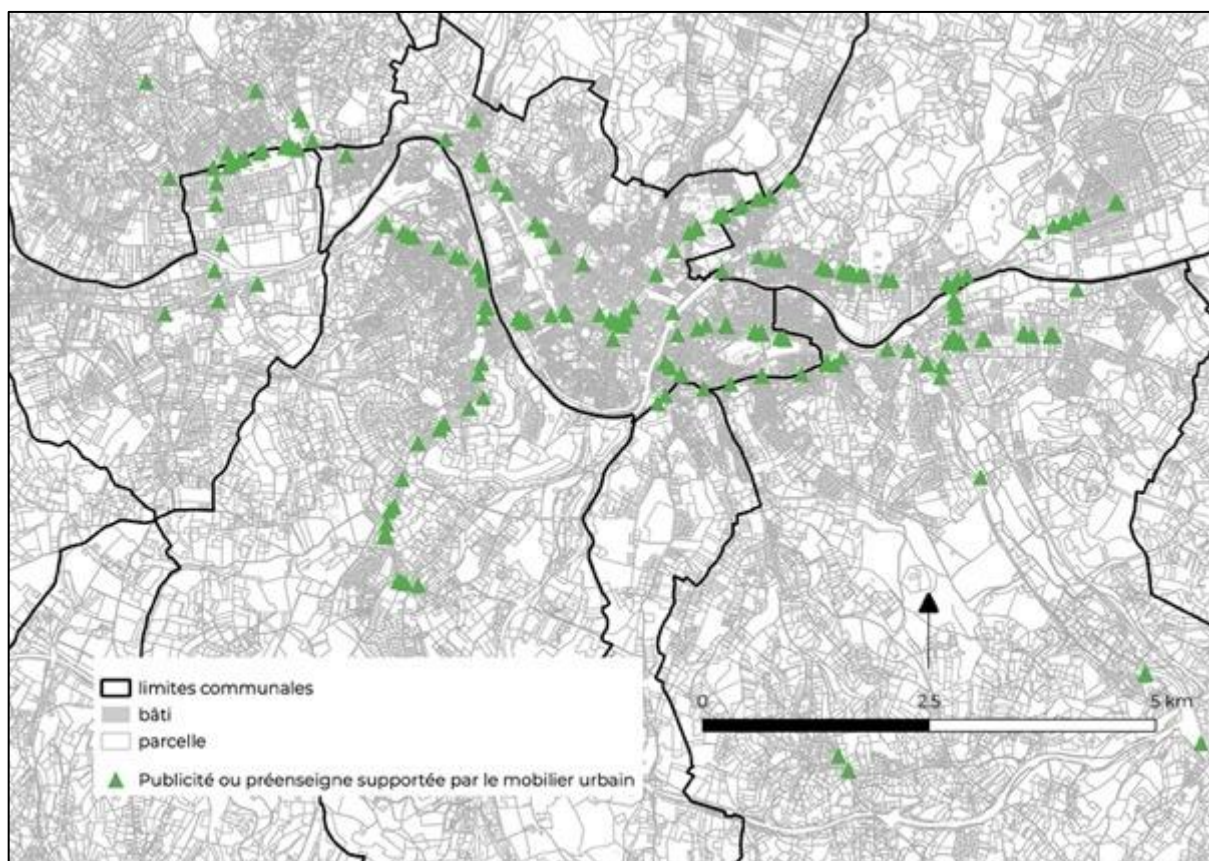 limites communales
bâti
parcelle
Publicité ou préenseigne supportée par le mobilier urbain
0 2.5 5 km